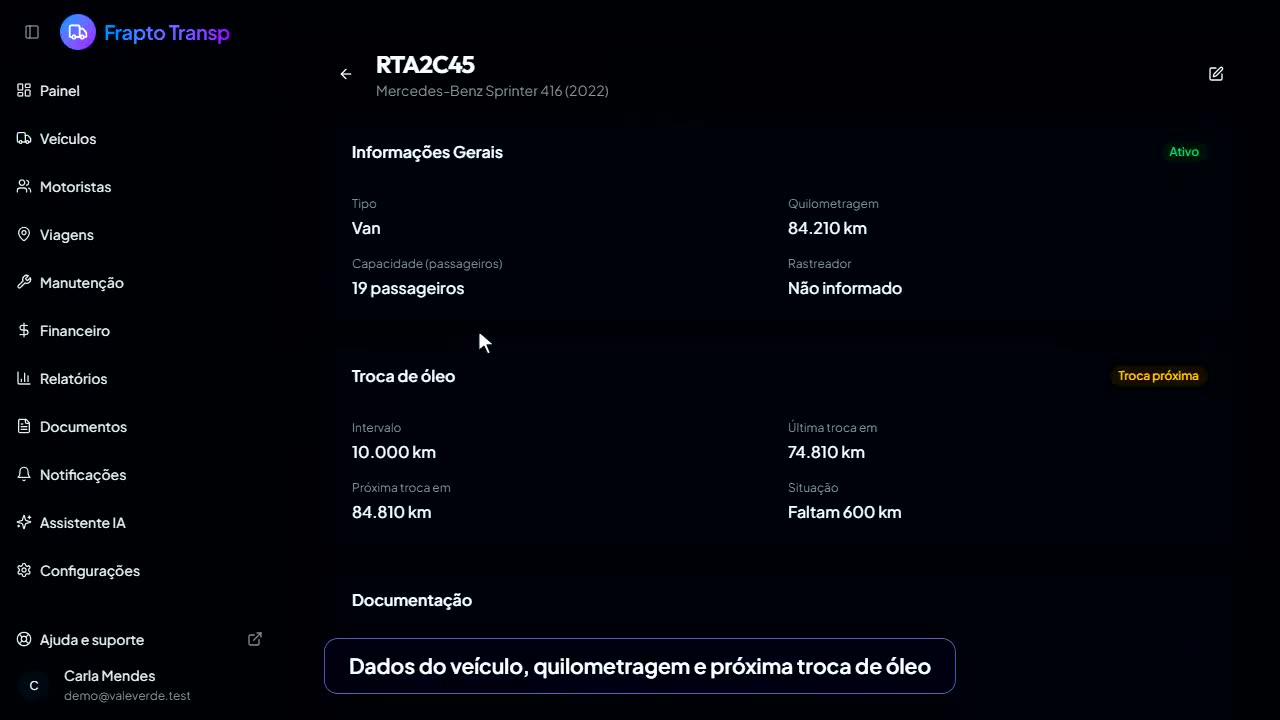 Frapto Transp
Painel
Veículos
Motoristas
Viagens
Manutenção
Financeiro
Relatórios
Documentos
Notificações
Assistente IA
Configurações
Ajuda e suporte
C
Carla Mendes
demo@valeverde.test
RTA2C45
Mercedes-Benz Sprinter 416 (2022)
Informações Gerais
Ativo
Tipo
Quilometragem
Van
84.210 km
Capacidade (passageiros)
Rastreador
19 passageiros
Não informado
Troca de óleo
Troca próxima
Intervalo
Última troca em
10.000 km
74.810 km
Próxima troca em
Situação
84.810 km
Faltam 600 km
Documentação
Dados do veículo, quilometragem e próxima troca de óleo